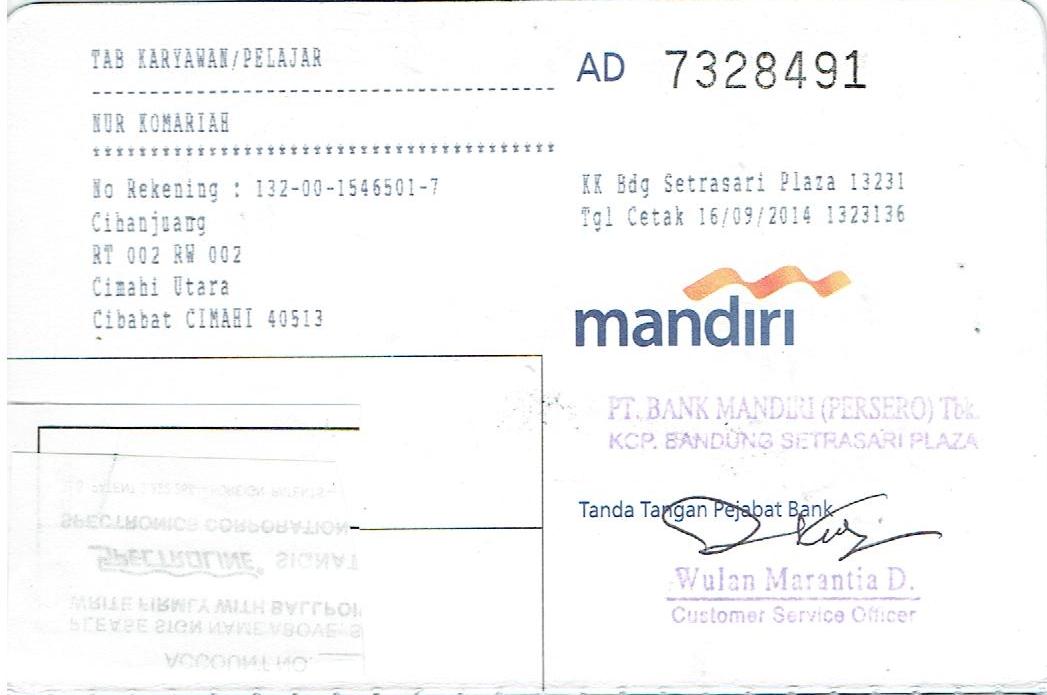 TAB KARYAWAN/PELAJAR
NUR KOMARIAH
No Rekening : 132-00-1546501-7
Cihanjuang
RT 002 RW 002
Cimahi Utara
Cibabat CIMAHI 40513
AD 7328491
KK Bdg Setrasari Plaza 13231
Tgl Cetak 16/09/2014 1323136
mandiri
PT. BANK MANDIRI (PERSERO) Tbk.
KCP. BANDUNG SETRASARI PLAZA
Tanda Tangan Pejabat Bank
Wulan Marantia D.
Customer Service Officer
FOREIGN PATENTS
SPECTRONICS CORPORATION
SPECTROLINE® SIGNAT
WRITE FIRMLY WITH BALLPOI
PLEASE SIGN NAME ABOVE, S
ACCOUNT NO.